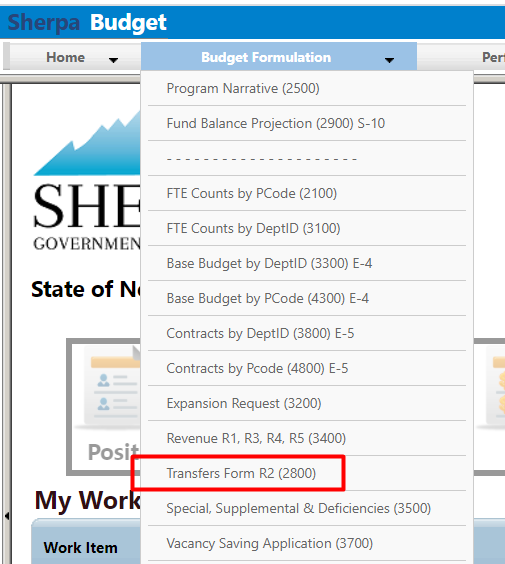 Sherpa Budget
Home Budget Formulation Per
Program Narrative (2500)
Fund Balance Projection (2900) S-10
- - - - - - - - - - - - - - - - - - - - -
FTE Counts by PCode (2100)
SHE
FTE Counts by DeptID (3100)
GOVERNMEN
Base Budget by DeptID (3300) E-4
State of Ne
Base Budget by PCode (4300) E-4
Contracts by DeptID (3800) E-5
Contracts by Pcode (4800) E-5
Expansion Request (3200)
Revenue R1, R3, R4, R5 (3400)
Posit
Transfers Form R2 (2800)
My Work
Special, Supplemental & Deficiencies (3500)
Work Item
Vacancy Saving Application (3700)